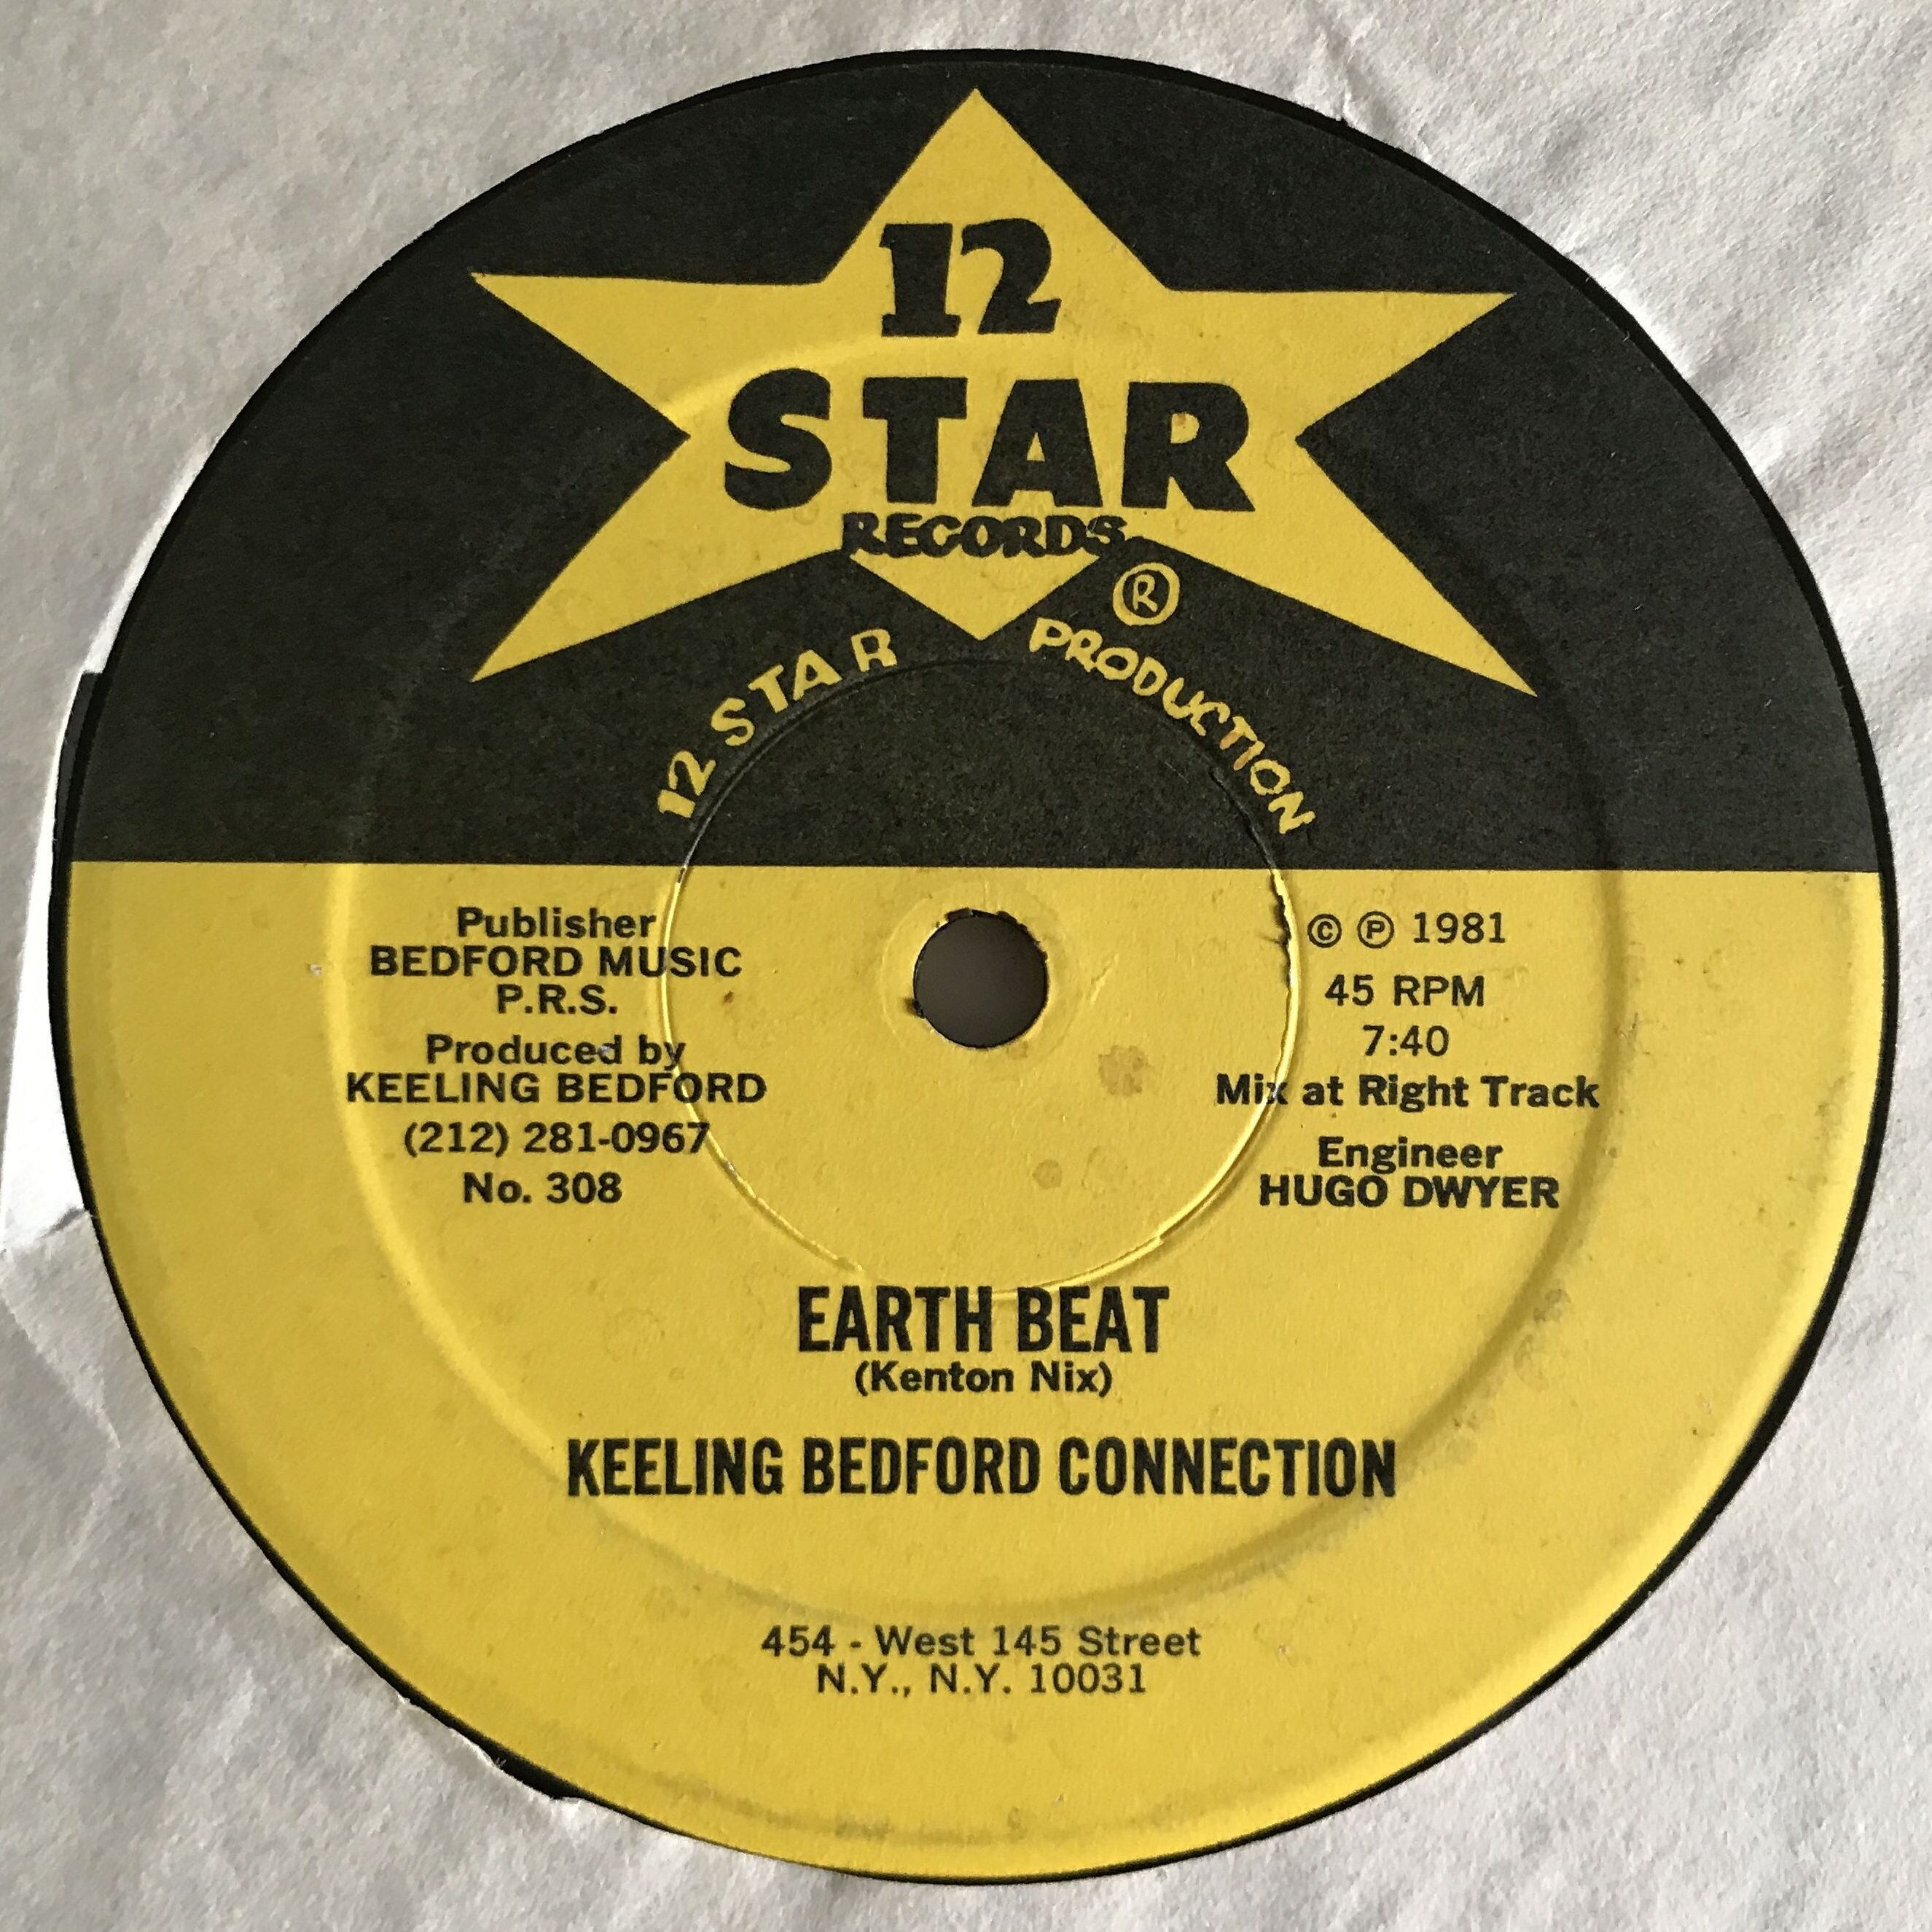 12
STAR
RECORDS
®
12 STAR PRODUCTION
Publisher
BEDFORD MUSIC
P.R.S.
Produced by
KEELING BEDFORD
(212) 281-0967
No. 308
© ℗ 1981
45 RPM
7:40
Mix at Right Track
Engineer
HUGO DWYER
EARTH BEAT
(Kenton Nix)
KEELING BEDFORD CONNECTION
454 - West 145 Street
N.Y., N.Y. 10031